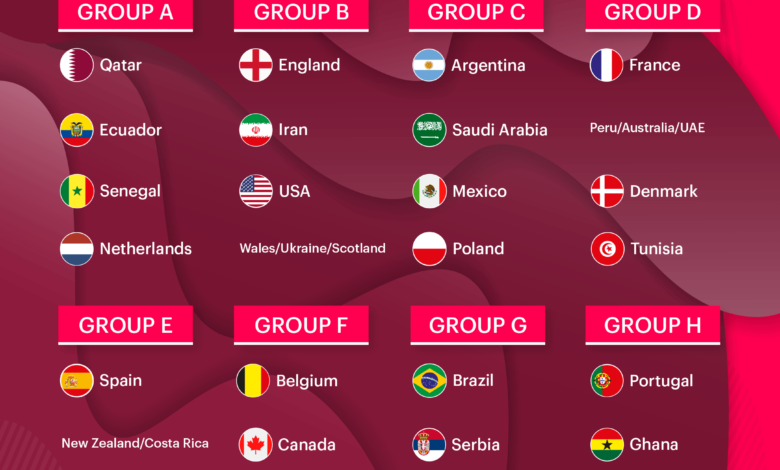 GROUP A
Qatar
Ecuador
Senegal
Netherlands
GROUP B
England
Iran
USA
Wales/Ukraine/Scotland
GROUP C
Argentina
Saudi Arabia
Mexico
Poland
GROUP D
France
Peru/Australia/UAE
Denmark
Tunisia
GROUP E
Spain
New Zealand/Costa Rica
GROUP F
Belgium
Canada
GROUP G
Brazil
Serbia
GROUP H
Portugal
Ghana